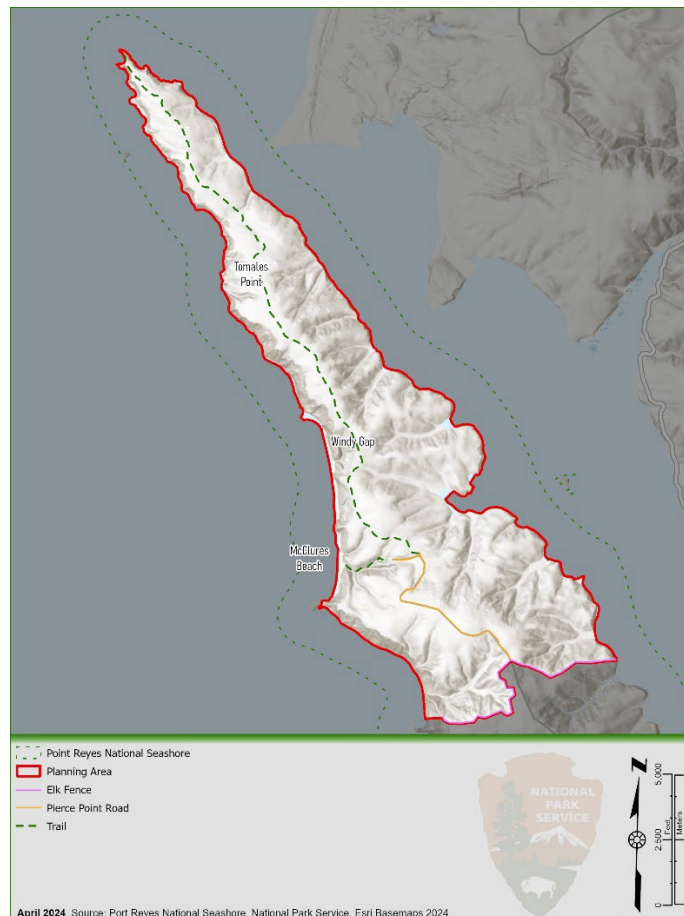 Tomales
Point
Windy Gap
McClures
Beach
Point Reyes National Seashore
Planning Area
Elk Fence
Pierce Point Road
Trail
NATIONAL
PARK
SERVICE
N
5,000
2,500
0
Feet
Meters
April 2024 Source: Port Reyes National Seashore, National Park Service, Esri Basemaps 2024